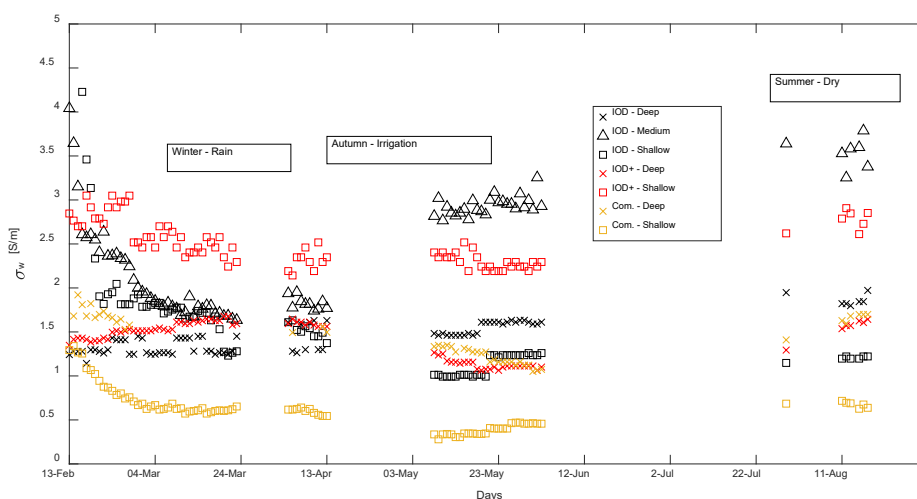 5
4.5
4
3.5
3
2.5
2
1.5
1
0.5
0
σw [S/m]
Winter - Rain
Autumn - Irrigation
Summer - Dry
IOD - Deep
IOD - Medium
IOD - Shallow
IOD+ - Deep
IOD+ - Shallow
Com. - Deep
Com. - Shallow
13-Feb 04-Mar 24-Mar 13-Apr 03-May 23-May 12-Jun 2-Jul 22-Jul 11-Aug
Days